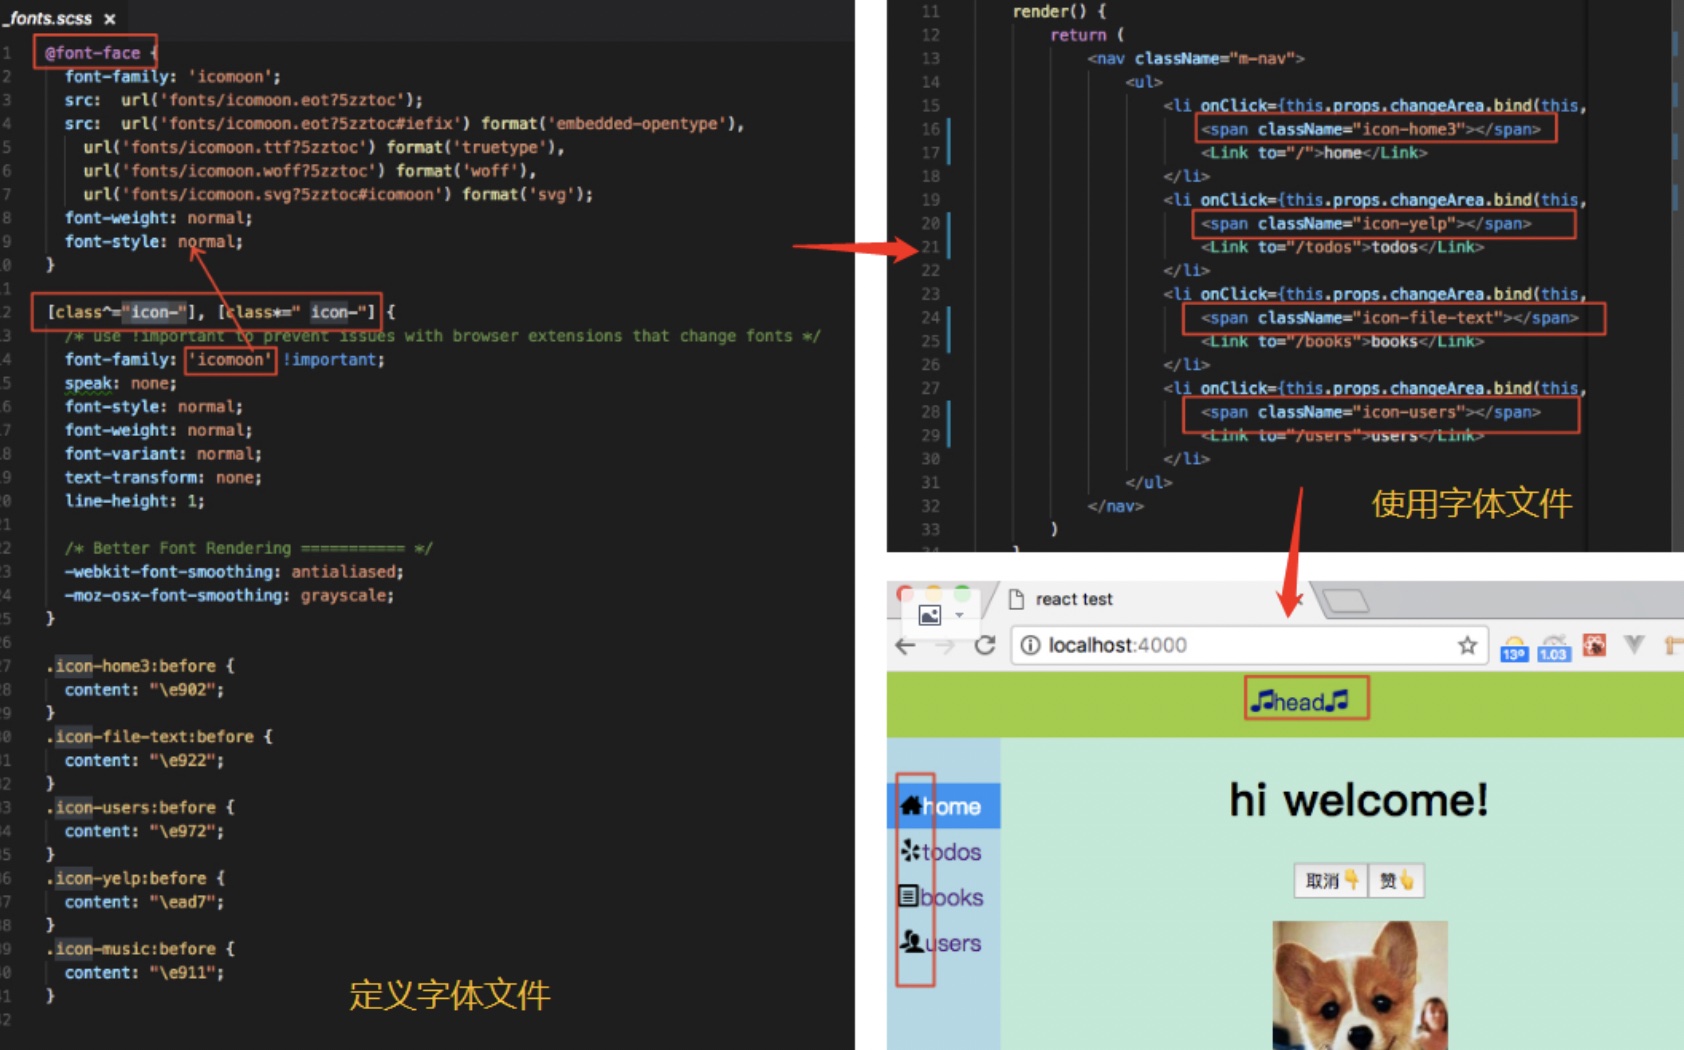 _fonts.scss ×
1 @font-face {
2 font-family: 'icomoon';
3 src: url('fonts/icomoon.eot?5zztoc');
4 src: url('fonts/icomoon.eot?5zztoc#iefix') format('embedded-opentype'),
5 url('fonts/icomoon.ttf?5zztoc') format('truetype'),
6 url('fonts/icomoon.woff?5zztoc') format('woff'),
7 url('fonts/icomoon.svg?5zztoc#icomoon') format('svg');
8 font-weight: normal;
9 font-style: normal;
0 }
1
2 [class^="icon-"], [class*=" icon-"] {
3 /* use !important to prevent issues with browser extensions that change fonts */
4 font-family: 'icomoon' !important;
5 speak: none;
6 font-style: normal;
7 font-weight: normal;
8 font-variant: normal;
9 text-transform: none;
0 line-height: 1;
1
2 /* Better Font Rendering =========== */
3 -webkit-font-smoothing: antialiased;
4 -moz-osx-font-smoothing: grayscale;
5 }
6
7 .icon-home3:before {
8 content: "\e902";
9 }
0 .icon-file-text:before {
1 content: "\e922";
2 }
3 .icon-users:before {
4 content: "\e972";
5 }
6 .icon-yelp:before {
7 content: "\ead7";
8 }
9 .icon-music:before {
0 content: "\e911";
1 }
2
定义字体文件
11 render() {
12 return (
13 <nav className="m-nav">
14 <ul>
15 <li onClick={this.props.changeArea.bind(this,
16 <span className="icon-home3"></span>
17 <Link to="/">home</Link>
18 </li>
19 <li onClick={this.props.changeArea.bind(this,
20 <span className="icon-yelp"></span>
21 <Link to="/todos">todos</Link>
22 </li>
23 <li onClick={this.props.changeArea.bind(this,
24 <span className="icon-file-text"></span>
25 <Link to="/books">books</Link>
26 </li>
27 <li onClick={this.props.changeArea.bind(this,
28 <span className="icon-users"></span>
29 <Link to="/users">users</Link>
30 </li>
31 </ul>
32 </nav>
33 )
34 }
使用字体文件
react test
localhost:4000
13° 1.03
head
home
todos
books
users
hi welcome!
取消 赞